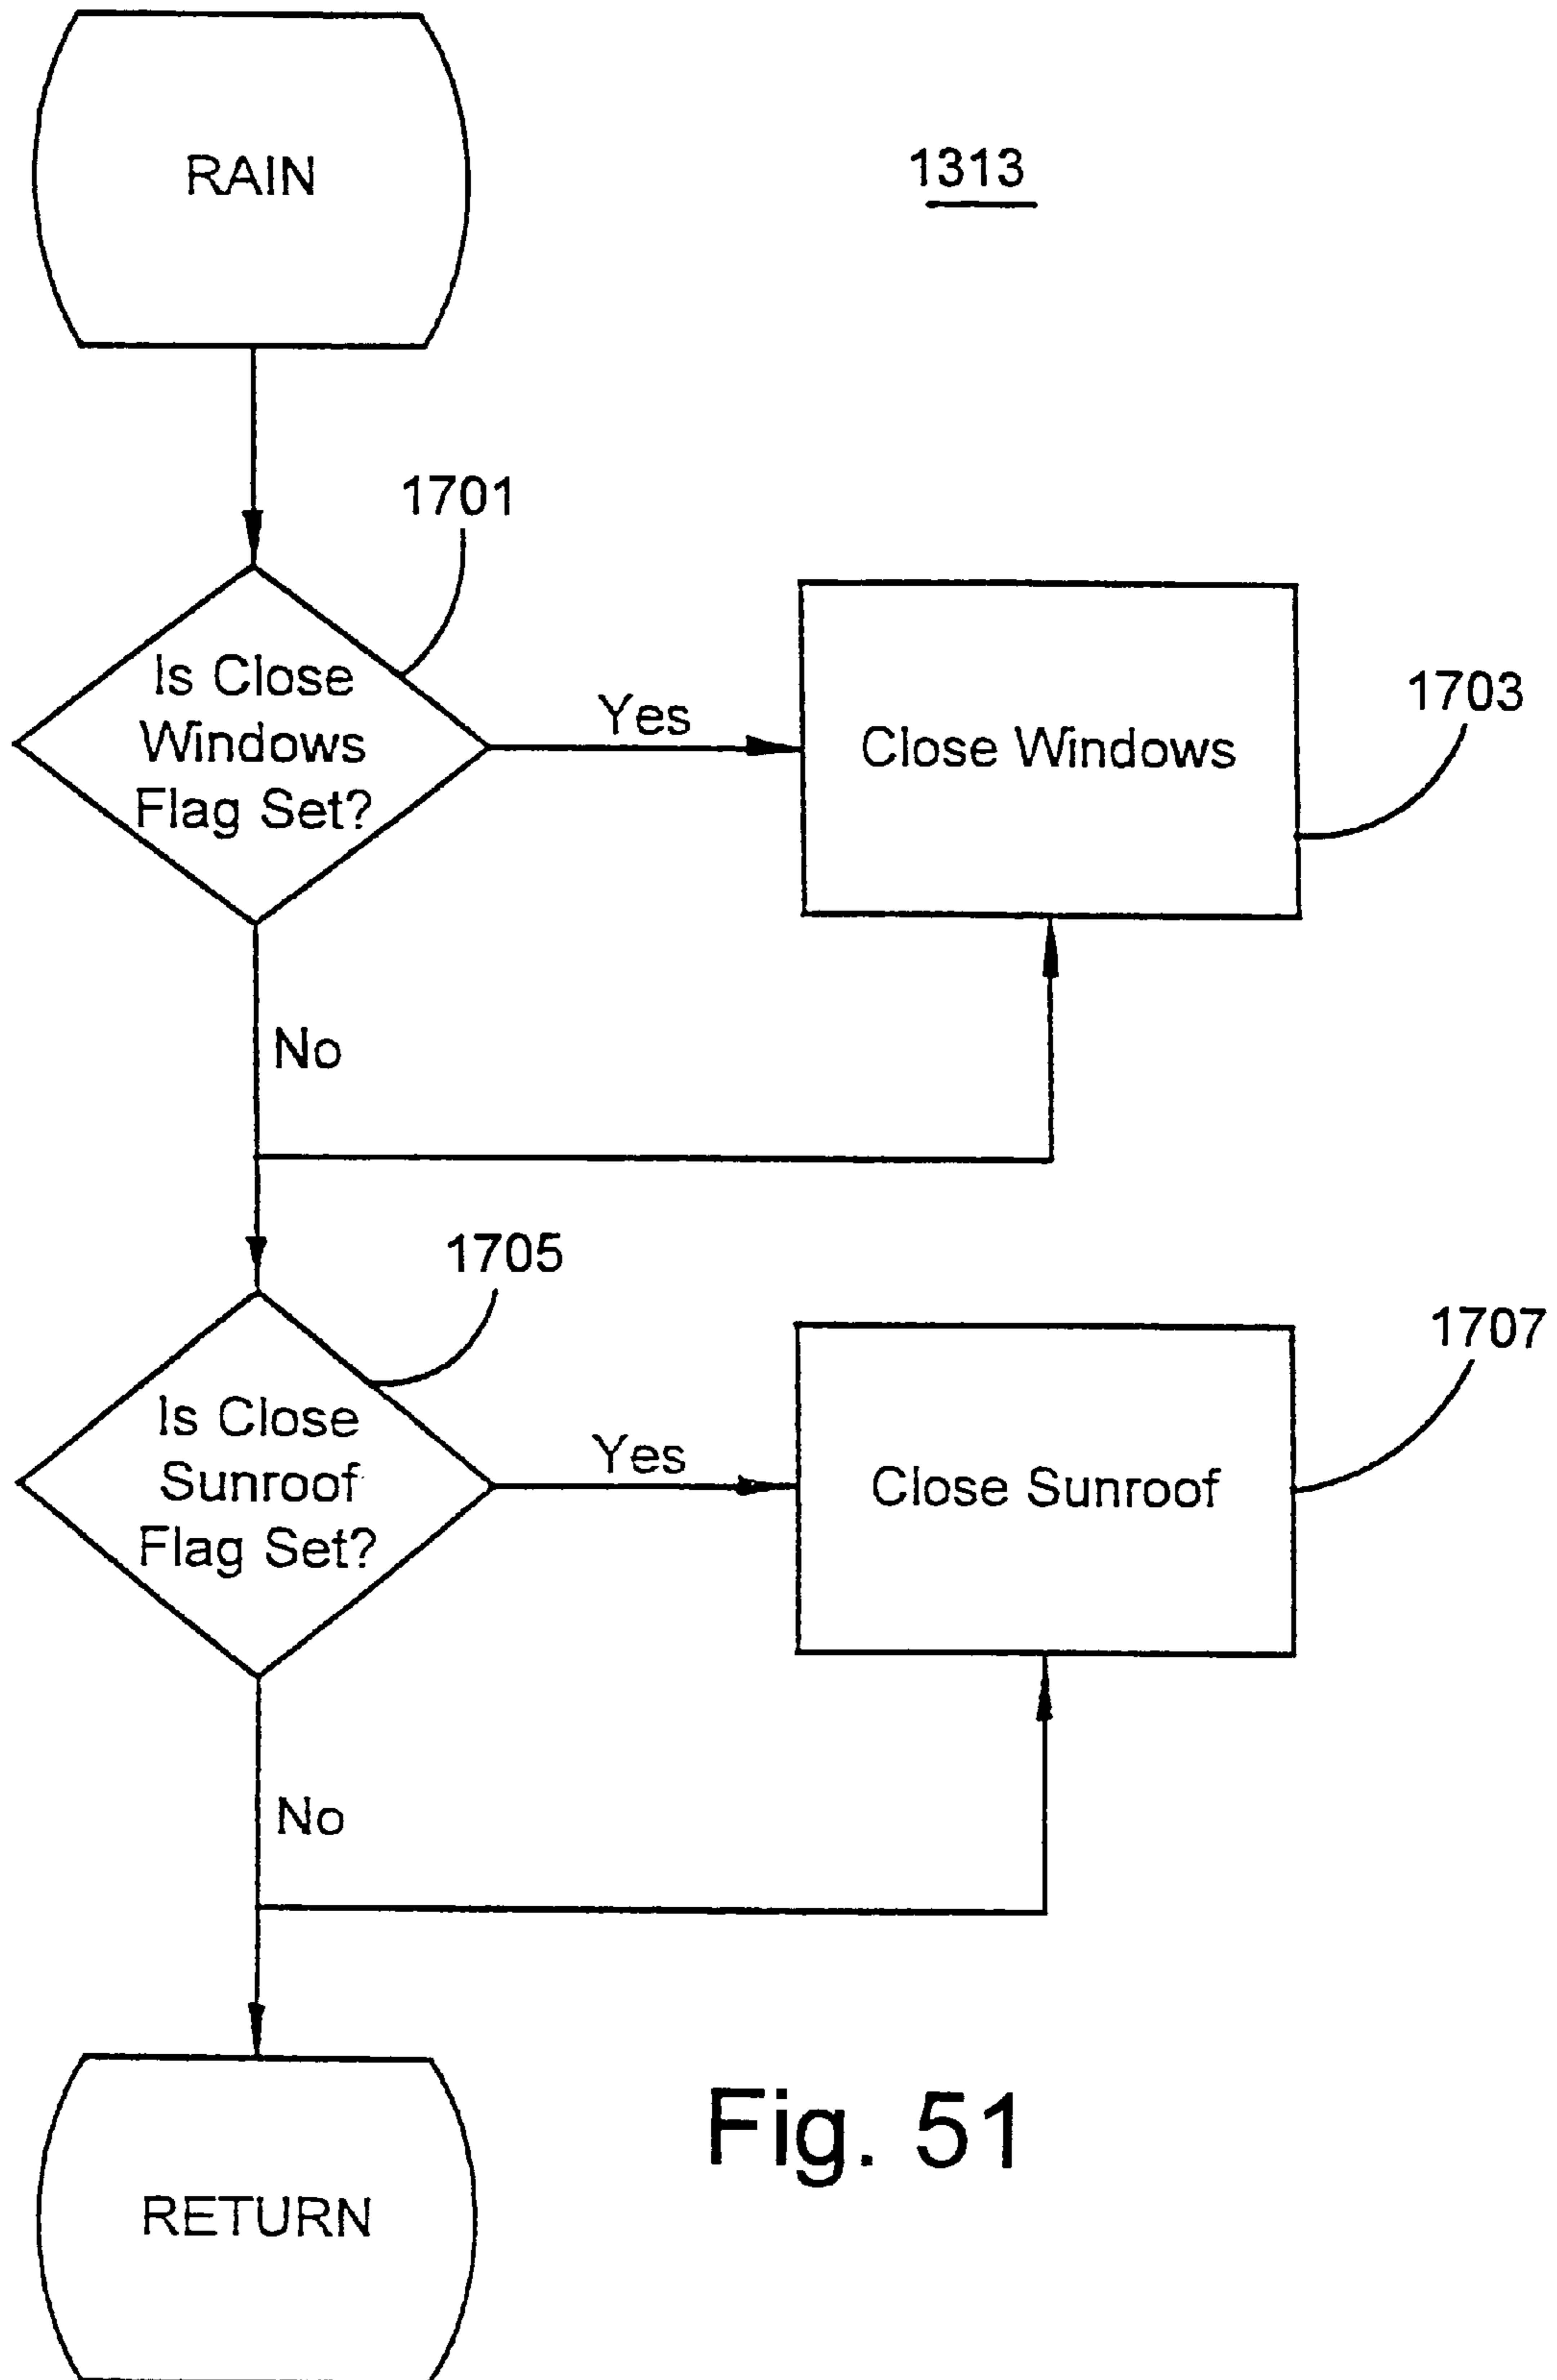 RAIN
1313
1701
Is Close
Windows
Flag Set?
Yes
Close Windows
1703
No
1705
Is Close
Sunroof
Flag Set?
Yes
Close Sunroof
1707
No
RETURN
Fig. 51